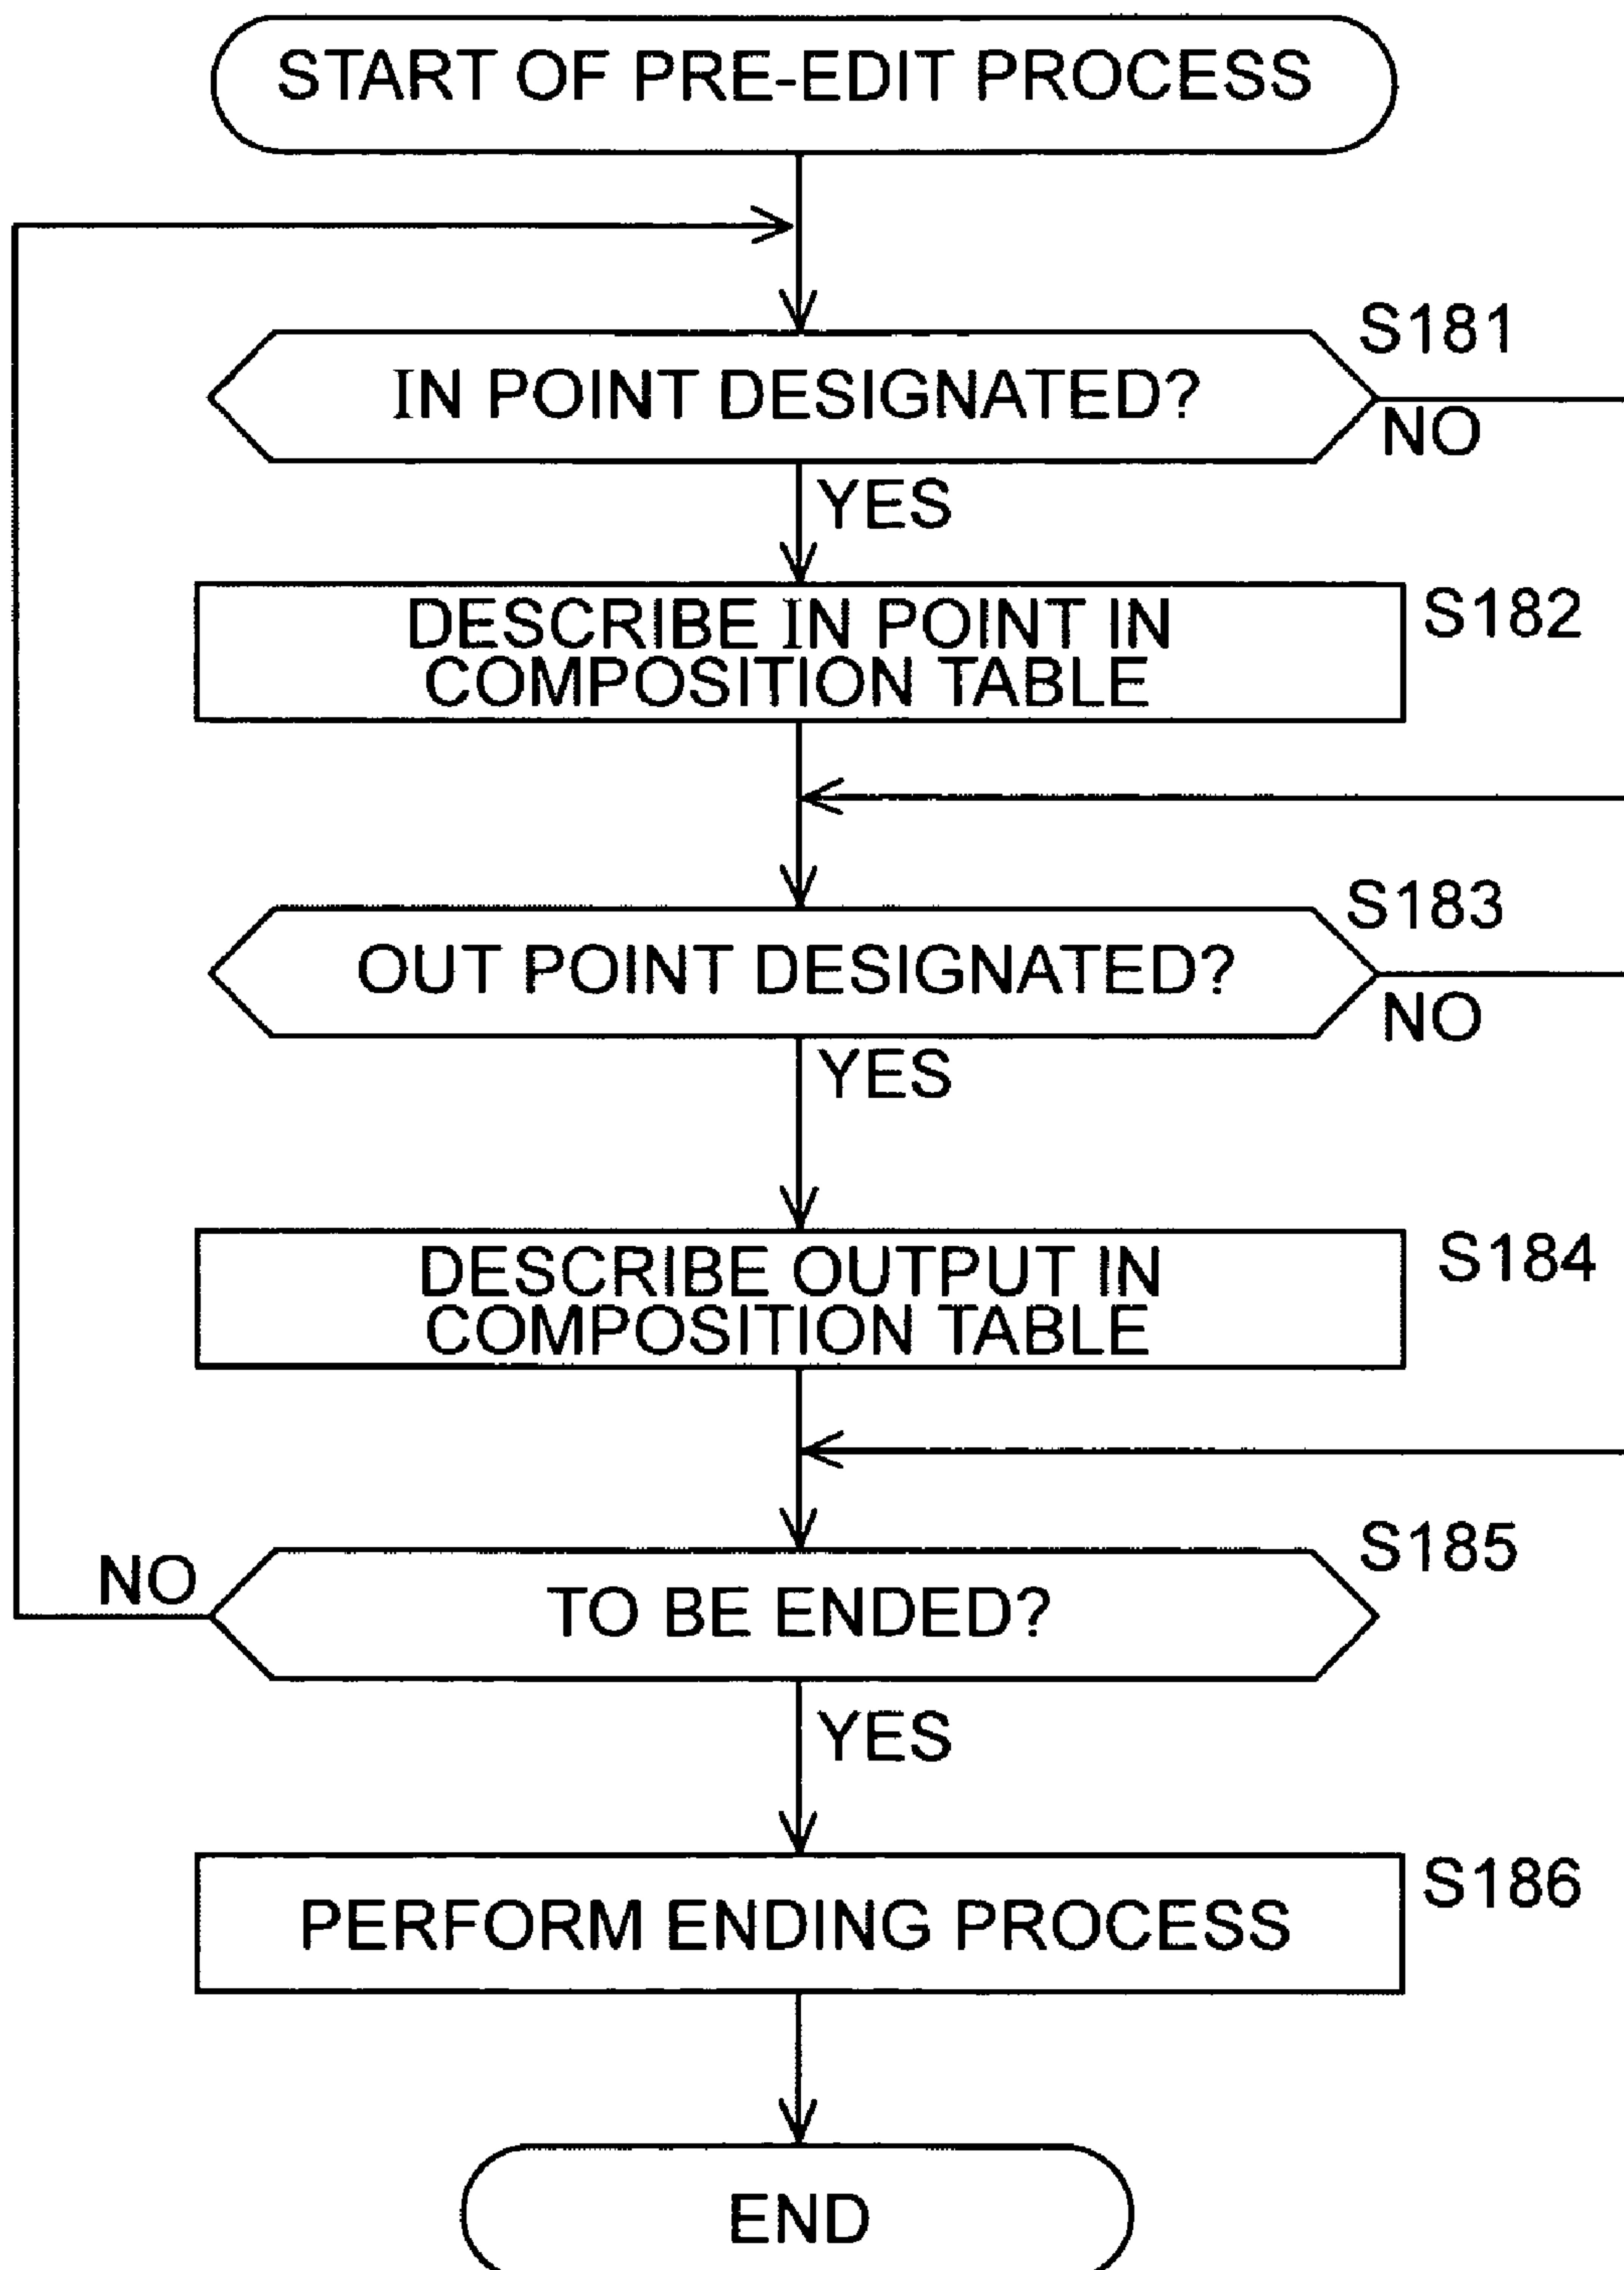 START OF PRE-EDIT PROCESS
S181
IN POINT DESIGNATED?
NO
YES
S182
DESCRIBE IN POINT IN
COMPOSITION TABLE
S183
OUT POINT DESIGNATED?
NO
YES
S184
DESCRIBE OUTPUT IN
COMPOSITION TABLE
S185
NO
TO BE ENDED?
YES
S186
PERFORM ENDING PROCESS
END